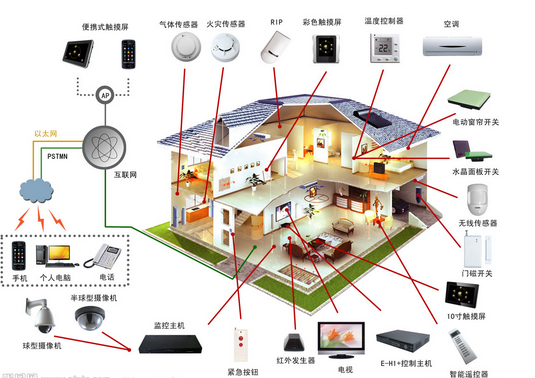 便携式触摸屏
气体传感器
火灾传感器
RIP
彩色触摸屏
温度控制器
空调
AP
以太网
PSTMN
互联网
电动窗帘开关
水晶面板开关
无线传感器
门磁开关
手机
个人电脑
电话
10寸触摸屏
半球型摄像机
球型摄像机
监控主机
紧急按钮
红外发生器
电视
E-HI+控制主机
智能遥控器